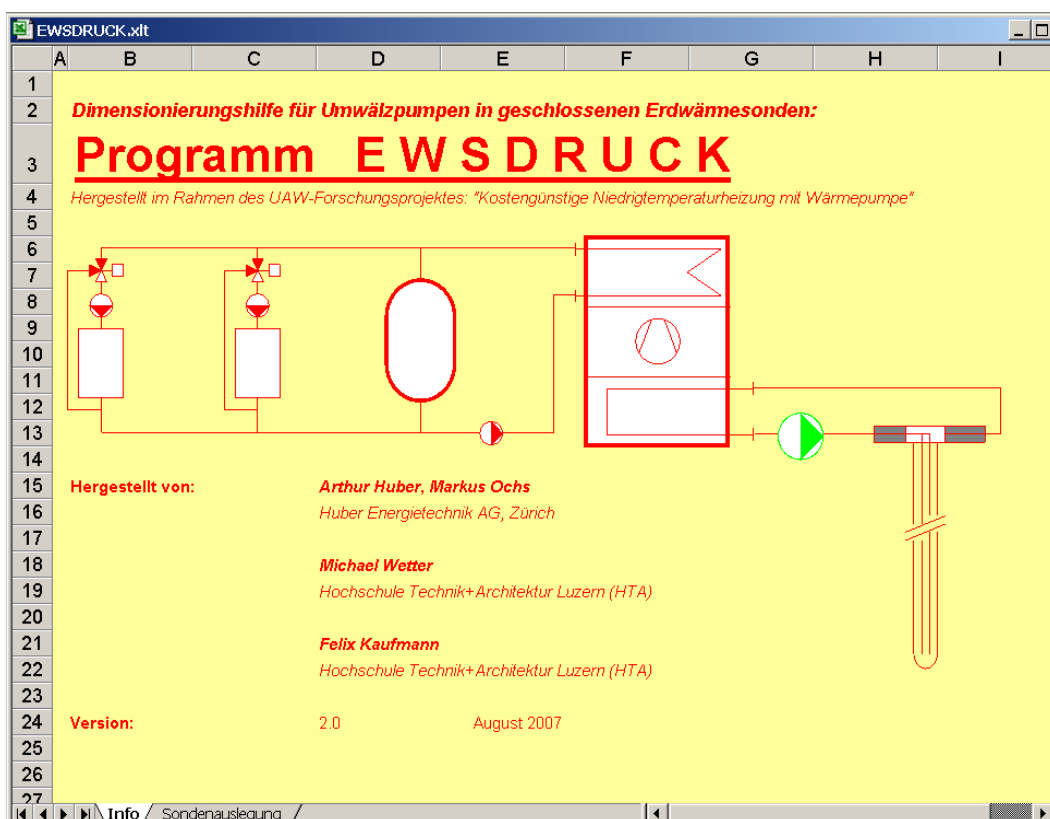 EWSDRUCK.xlt
A B C D E F G H I
1
2 Dimensionierungshilfe für Umwälzpumpen in geschlossenen Erdwärmesonden:
3 Programm E W S D R U C K
4 Hergestellt im Rahmen des UAW-Forschungsprojektes: "Kostengünstige Niedrigtemperaturheizung mit Wärmepumpe"
5
6
7
8
9
10
11
12
13
14
15 Hergestellt von: Arthur Huber, Markus Ochs
16 Huber Energietechnik AG, Zürich
17
18 Michael Wetter
19 Hochschule Technik+Architektur Luzern (HTA)
20
21 Felix Kaufmann
22 Hochschule Technik+Architektur Luzern (HTA)
23
24 Version: 2.0 August 2007
25
26
27
Info Sondenauslegung